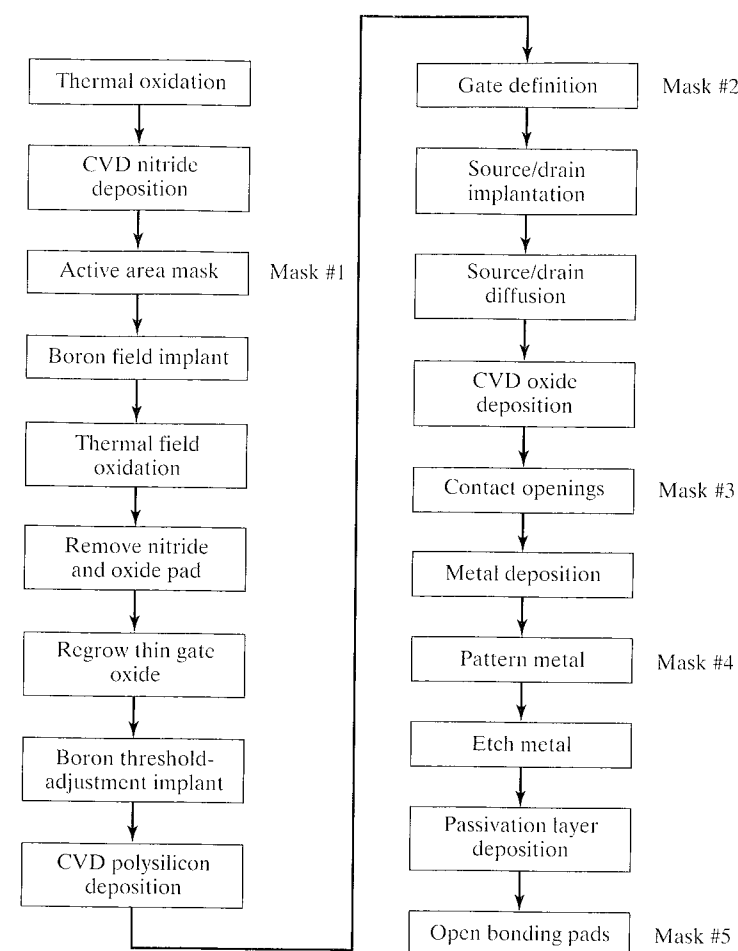 Thermal oxidation
CVD nitride
deposition
Active area mask
Mask #1
Boron field implant
Thermal field
oxidation
Remove nitride
and oxide pad
Regrow thin gate
oxide
Boron threshold-
adjustment implant
CVD polysilicon
deposition
Gate definition
Mask #2
Source/drain
implantation
Source/drain
diffusion
CVD oxide
deposition
Contact openings
Mask #3
Metal deposition
Pattern metal
Mask #4
Etch metal
Passivation layer
deposition
Open bonding pads
Mask #5